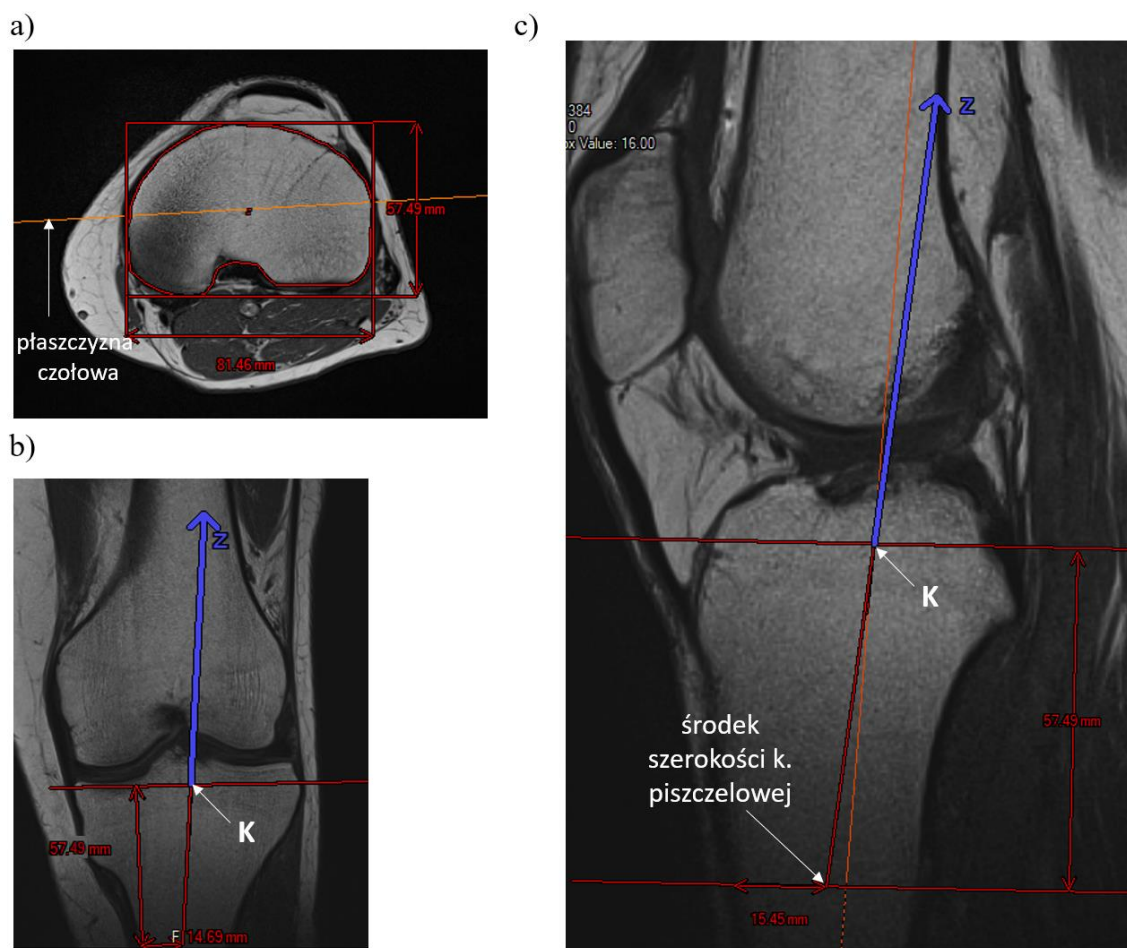 a)
57.49 mm
z
płaszczyzna
czołowa
81.46 mm
b)
Z
K
57.49 mm
F
14.69 mm
c)
384
0
ox Value: 16.00
Z
K
środek
szerokości k.
piszczelowej
57.49 mm
15.45 mm